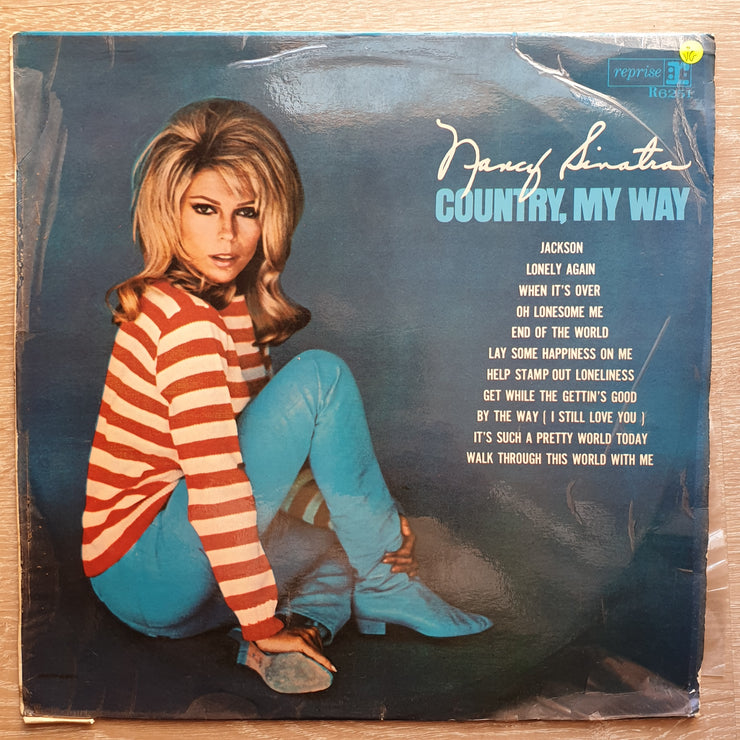 VG
reprise
R6251
Nancy Sinatra
COUNTRY, MY WAY
JACKSON
LONELY AGAIN
WHEN IT'S OVER
OH LONESOME ME
END OF THE WORLD
LAY SOME HAPPINESS ON ME
HELP STAMP OUT LONELINESS
GET WHILE THE GETTIN'S GOOD
BY THE WAY ( I STILL LOVE YOU )
IT'S SUCH A PRETTY WORLD TODAY
WALK THROUGH THIS WORLD WITH ME